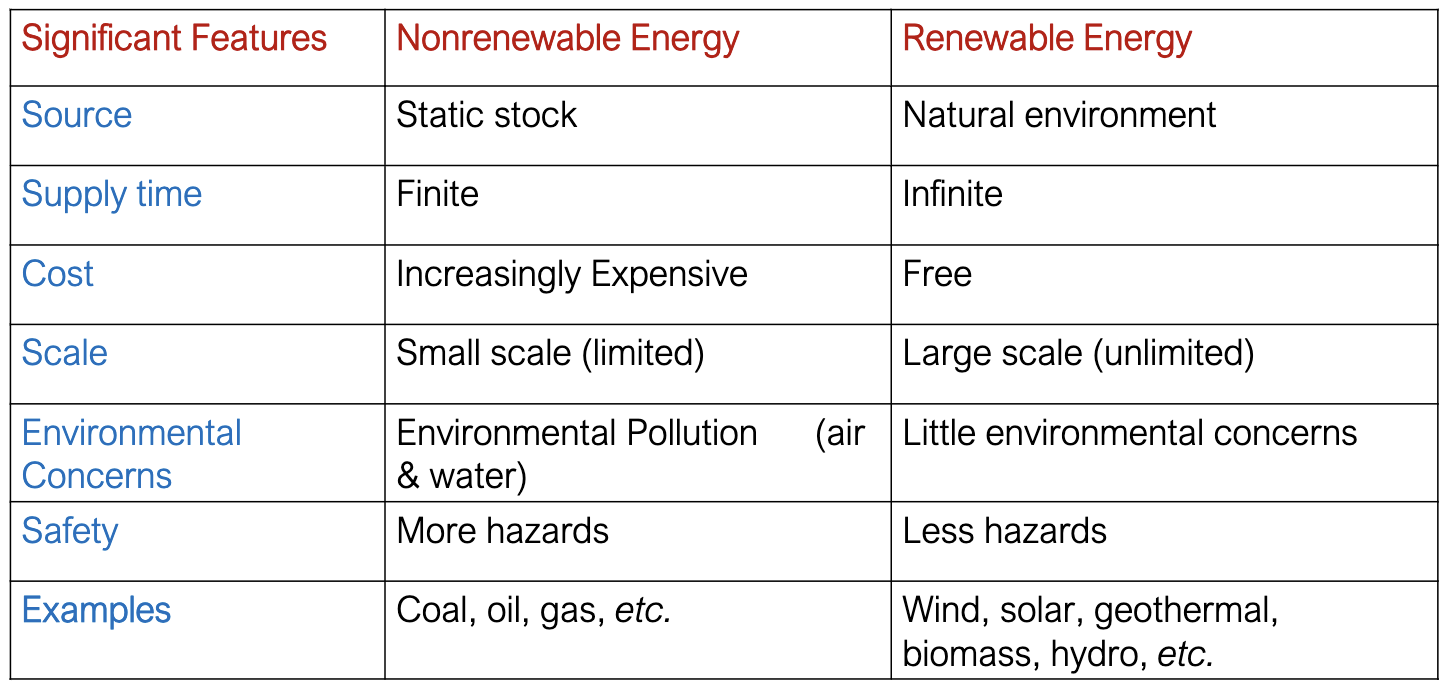 Significant Features Nonrenewable Energy Renewable Energy
Source Static stock Natural environment
Supply time Finite Infinite
Cost Increasingly Expensive Free
Scale Small scale (limited) Large scale (unlimited)
Environmental Environmental Pollution (air Little environmental concerns
Concerns & water)
Safety More hazards Less hazards
Examples Coal, oil, gas, etc. Wind, solar, geothermal,
biomass, hydro, etc.